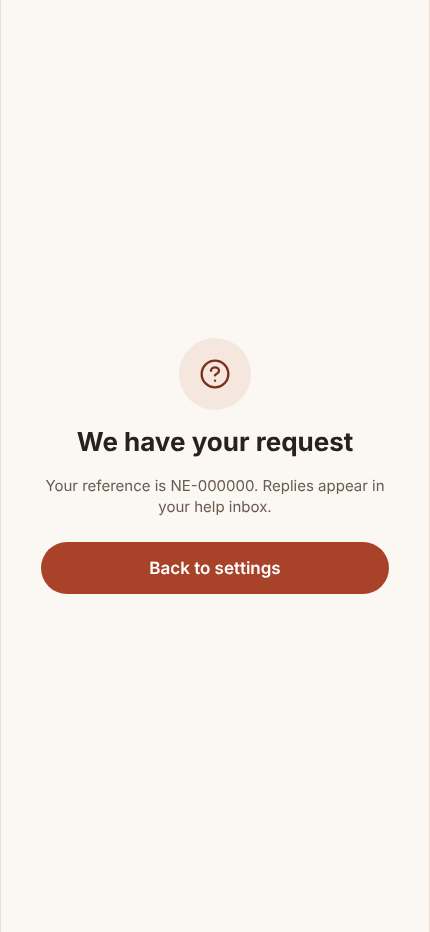 We have your request
Your reference is NE-000000. Replies appear in
your help inbox.
Back to settings